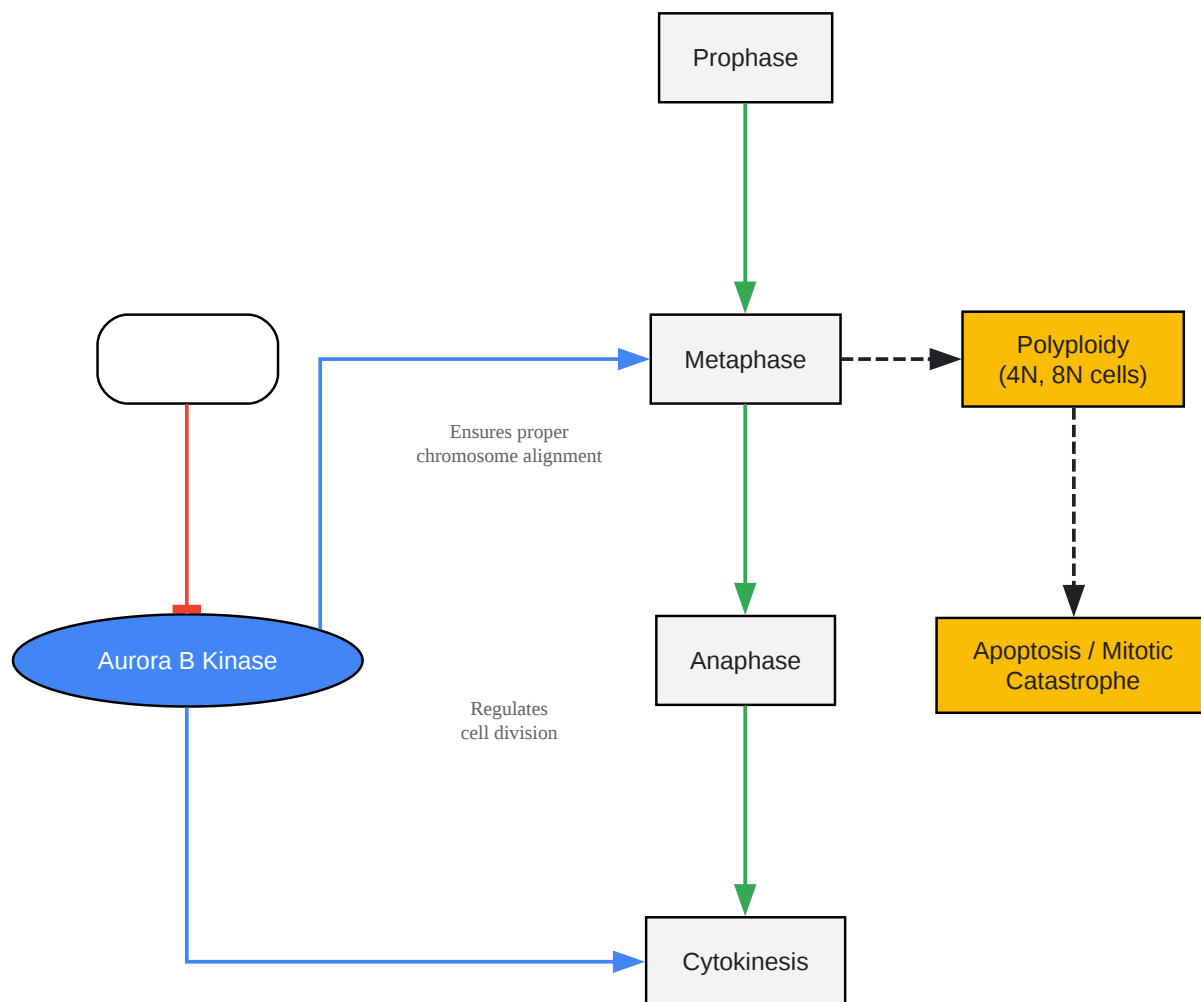 Prophase
Metaphase
Polyploidy
(4N, 8N cells)
Ensures proper
chromosome alignment
Aurora B Kinase
Anaphase
Apoptosis / Mitotic
Catastrophe
Regulates
cell division
Cytokinesis